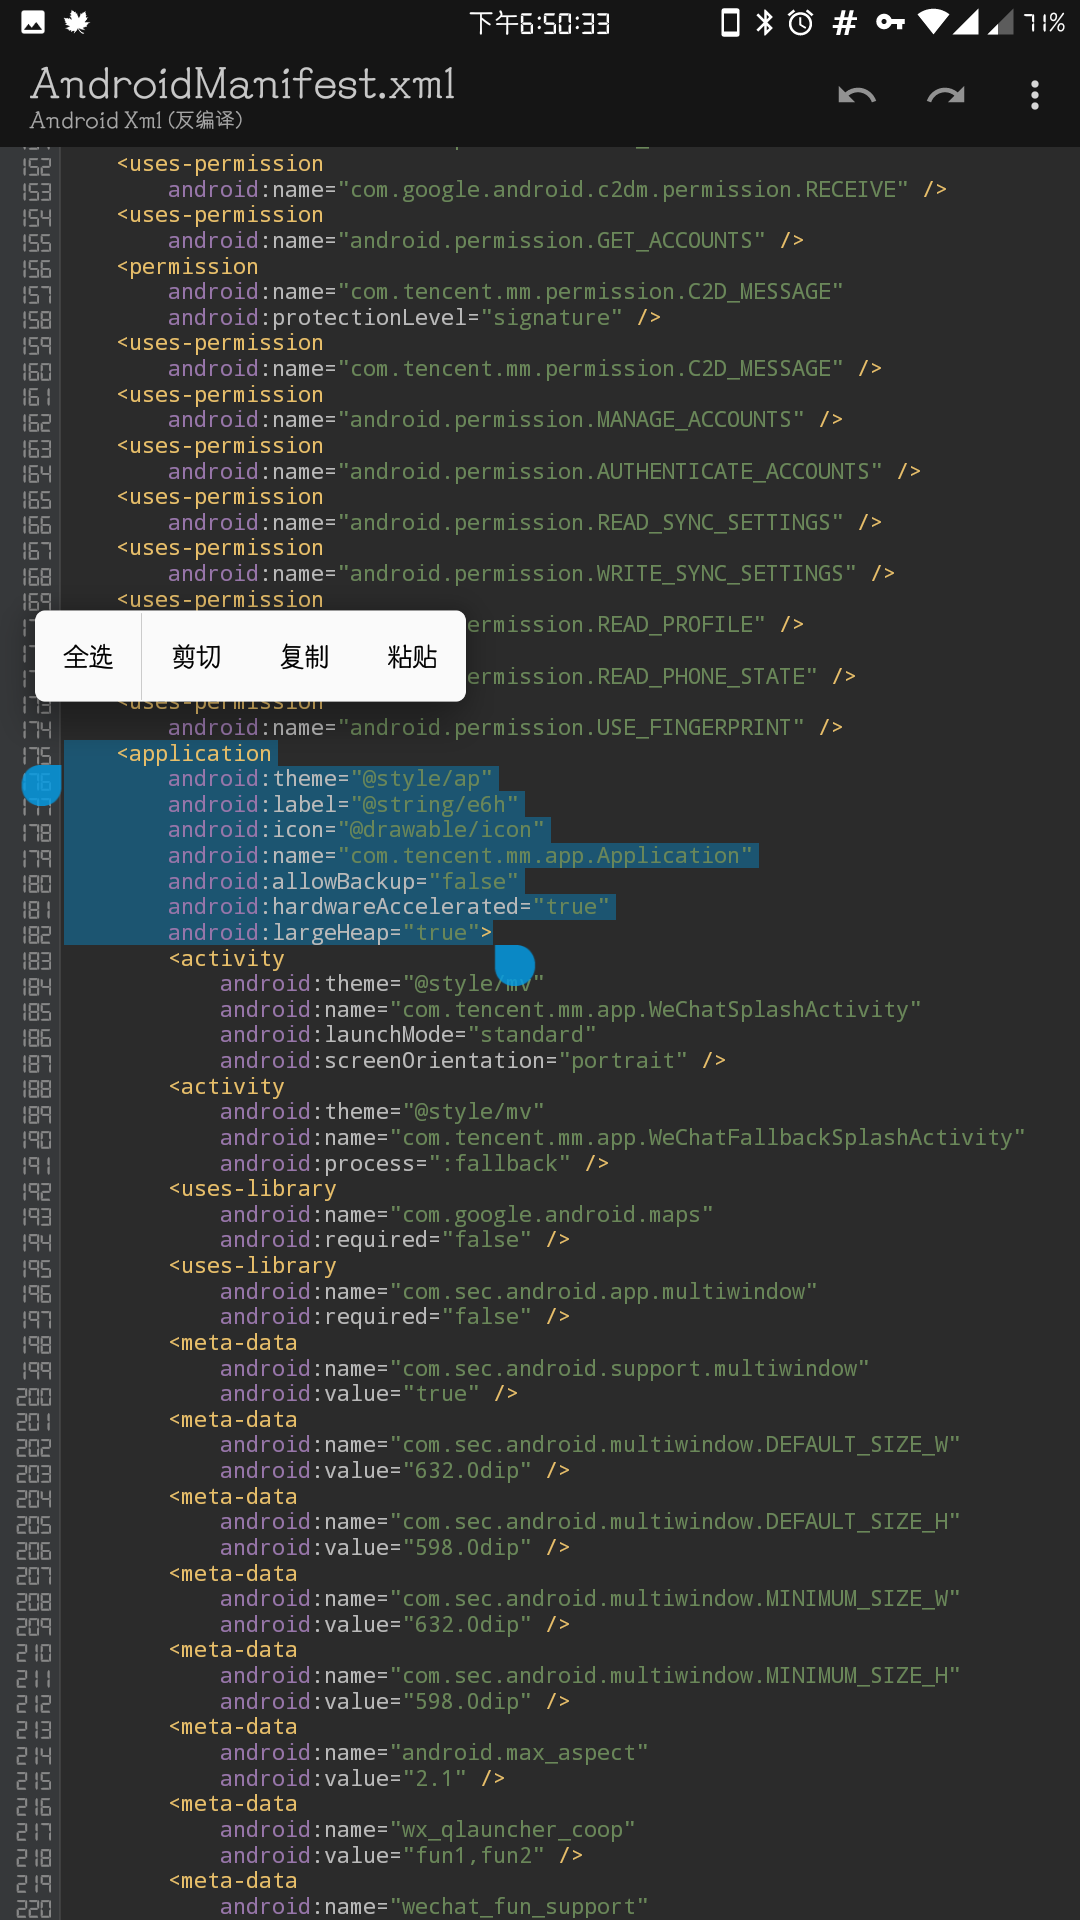 下午6:50:33
71%
AndroidManifest.xml
Android Xml (反编译)
152 <uses-permission
153 android:name="com.google.android.c2dm.permission.RECEIVE" />
154 <uses-permission
155 android:name="android.permission.GET_ACCOUNTS" />
156 <permission
157 android:name="com.tencent.mm.permission.C2D_MESSAGE"
158 android:protectionLevel="signature" />
159 <uses-permission
160 android:name="com.tencent.mm.permission.C2D_MESSAGE" />
161 <uses-permission
162 android:name="android.permission.MANAGE_ACCOUNTS" />
163 <uses-permission
164 android:name="android.permission.AUTHENTICATE_ACCOUNTS" />
165 <uses-permission
166 android:name="android.permission.READ_SYNC_SETTINGS" />
167 <uses-permission
168 android:name="android.permission.WRITE_SYNC_SETTINGS" />
169 <uses-permission
ermission.READ_PROFILE" />
全选 剪切 复制 粘贴
ermission.READ_PHONE_STATE" />
173 <uses-permission
174 android:name="android.permission.USE_FINGERPRINT" />
175 <application
176 android:theme="@style/ap"
177 android:label="@string/e6h"
178 android:icon="@drawable/icon"
179 android:name="com.tencent.mm.app.Application"
180 android:allowBackup="false"
181 android:hardwareAccelerated="true"
182 android:largeHeap="true">
183 <activity
184 android:theme="@style/mv"
185 android:name="com.tencent.mm.app.WeChatSplashActivity"
186 android:launchMode="standard"
187 android:screenOrientation="portrait" />
188 <activity
189 android:theme="@style/mv"
190 android:name="com.tencent.mm.app.WeChatFallbackSplashActivity"
191 android:process=":fallback" />
192 <uses-library
193 android:name="com.google.android.maps"
194 android:required="false" />
195 <uses-library
196 android:name="com.sec.android.app.multiwindow"
197 android:required="false" />
198 <meta-data
199 android:name="com.sec.android.support.multiwindow"
200 android:value="true" />
201 <meta-data
202 android:name="com.sec.android.multiwindow.DEFAULT_SIZE_W"
203 android:value="632.0dip" />
204 <meta-data
205 android:name="com.sec.android.multiwindow.DEFAULT_SIZE_H"
206 android:value="598.0dip" />
207 <meta-data
208 android:name="com.sec.android.multiwindow.MINIMUM_SIZE_W"
209 android:value="632.0dip" />
210 <meta-data
211 android:name="com.sec.android.multiwindow.MINIMUM_SIZE_H"
212 android:value="598.0dip" />
213 <meta-data
214 android:name="android.max_aspect"
215 android:value="2.1" />
216 <meta-data
217 android:name="wx_qlauncher_coop"
218 android:value="fun1,fun2" />
219 <meta-data
220 android:name="wechat_fun_support"